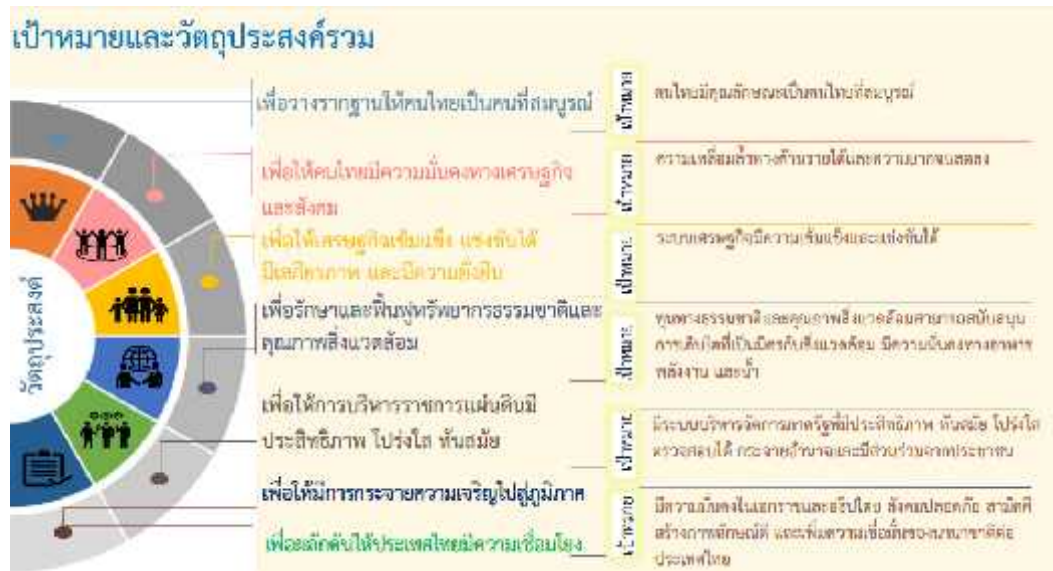 เป้าหมายและวัตถุประสงค์รวม
เพื่อวางรากฐานให้คนไทยเป็นคนที่สมบูรณ์
เป้าหมาย
คนไทยมีคุณลักษณะเป็นคนไทยที่สมบูรณ์
เพื่อให้คนไทยมีความมั่นคงทางเศรษฐกิจ
และสังคม
เป้าหมาย
ความเหลื่อมล้ำทางด้านรายได้และความยากจนลดลง
เพื่อให้เศรษฐกิจเข้มแข็ง แข่งขันได้
มีเสถียรภาพ และมีความยั่งยืน
เป้าหมาย
ระบบเศรษฐกิจมีความเข้มแข็งและแข่งขันได้
วัตถุประสงค์
เพื่อรักษาและฟื้นฟูทรัพยากรธรรมชาติและ
คุณภาพสิ่งแวดล้อม
เป้าหมาย
ทุนทางธรรมชาติและคุณภาพสิ่งแวดล้อมสามารถสนับสนุน
การเติบโตที่เป็นมิตรกับสิ่งแวดล้อม มีความมั่นคงทางอาหาร
พลังงาน และน้ำ
เพื่อให้การบริหารราชการแผ่นดินมี
ประสิทธิภาพ โปร่งใส ทันสมัย
เป้าหมาย
มีระบบบริหารจัดการภาครัฐที่มีประสิทธิภาพ ทันสมัย โปร่งใส
ตรวจสอบได้ กระจายอำนาจและมีส่วนร่วมจากประชาชน
เพื่อให้มีการกระจายความเจริญไปสู่ภูมิภาค
เพื่อผลักดันให้ประเทศไทยมีความเชื่อมโยง
เป้าหมาย
มีความมั่นคงในเอกราชและอธิปไตย สังคมปลอดภัย สามัคคี
สร้างภาพลักษณ์ดี และเพิ่มความเชื่อมั่นของนานาชาติต่อ
ประเทศไทย